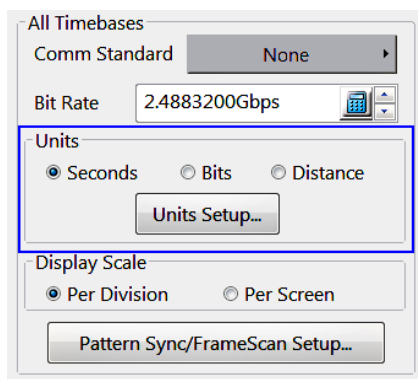 All Timebases
Comm Standard None
Bit Rate 2.4883200Gbps
Units
Seconds Bits Distance
Units Setup...
Display Scale
Per Division Per Screen
Pattern Sync/FrameScan Setup...